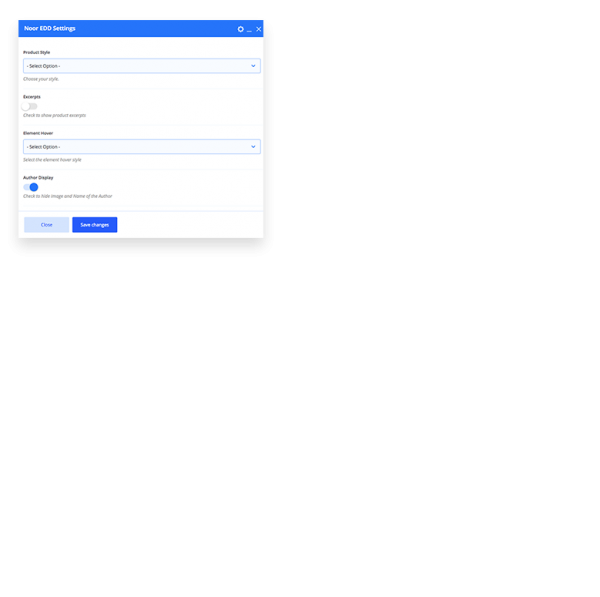 Noor EDD Settings
Product Style
- Select Option -
Choose your style.
Excerpts
Check to show product excerpts
Element Hover
- Select Option -
Select the element hover style
Author Display
Check to hide image and Name of the Author
Close
Save changes